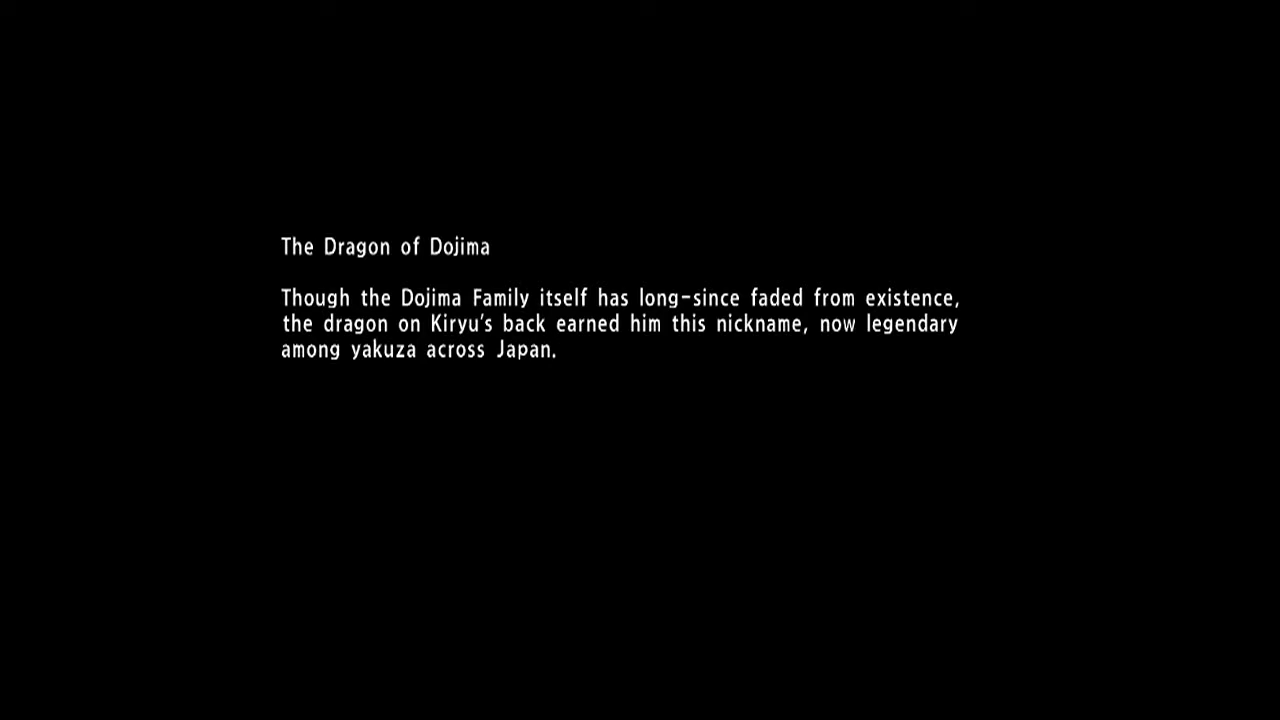 The Dragon of Dojima
Though the Dojima Family itself has long-since faded from existence,
the dragon on Kiryu's back earned him this nickname, now legendary
among yakuza across Japan.